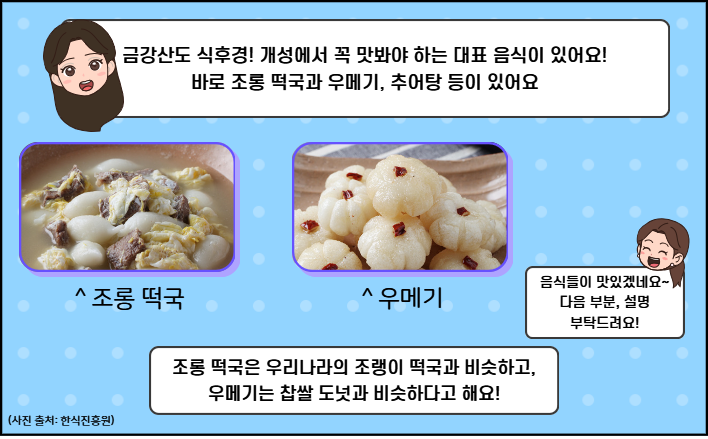 금강산도 식후경! 개성에서 꼭 맛봐야 하는 대표 음식이 있어요!
바로 조롱 떡국과 우메기, 추어탕 등이 있어요
^ 조롱 떡국
^ 우메기
음식들이 맛있겠네요~
다음 부분, 설명
부탁드려요!
조롱 떡국은 우리나라의 조랭이 떡국과 비슷하고,
우메기는 찹쌀 도넛과 비슷하다고 해요!
(사진 출처: 한식진흥원)